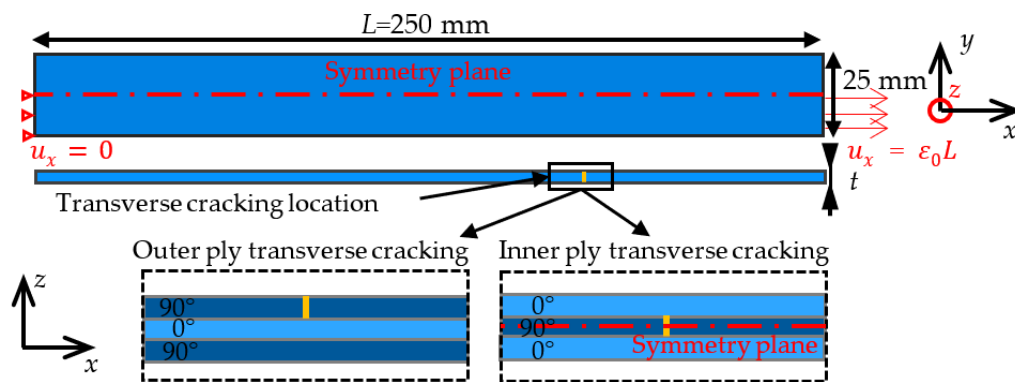 L=250 mm
Symmetry plane
25 mm
y
z
x
u_x = 0
u_x = ε_0L
Transverse cracking location
t
Outer ply transverse cracking
Inner ply transverse cracking
z
x
90°
0°
90°
0°
90°
0°
Symmetry plane